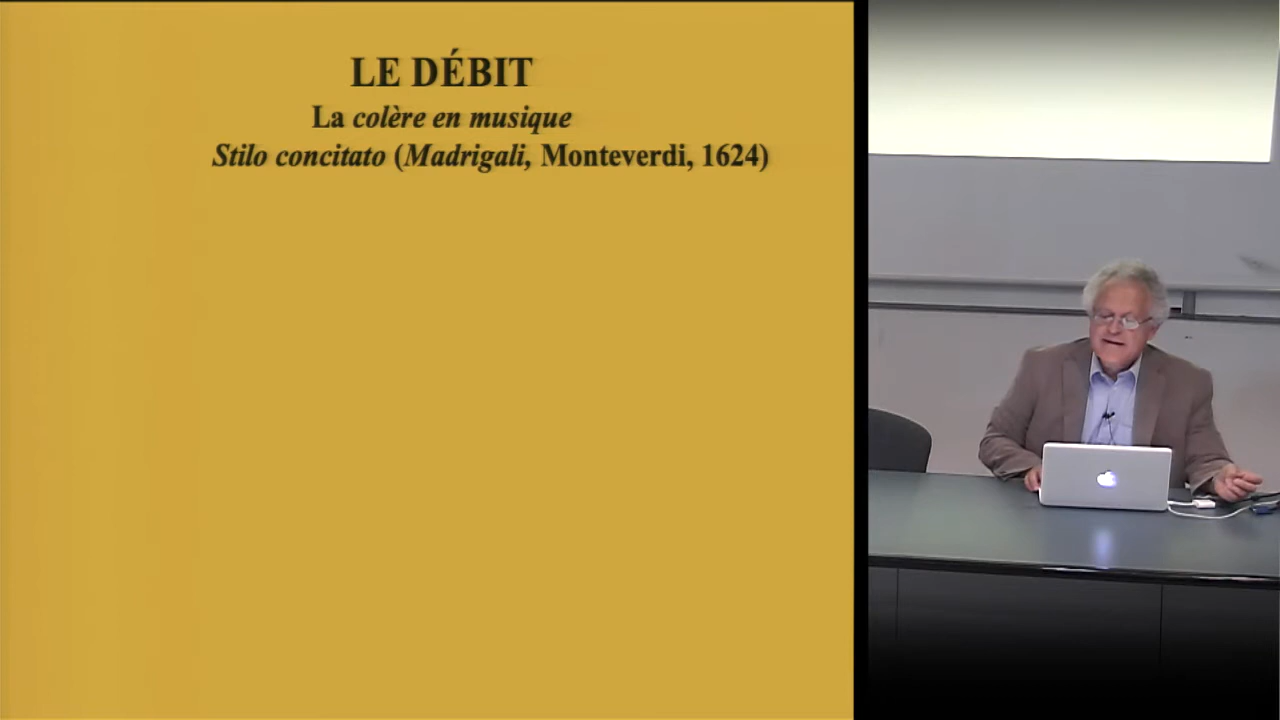 LE DÉBIT
La colère en musique
Stilo concitato (Madrigali, Monteverdi, 1624)